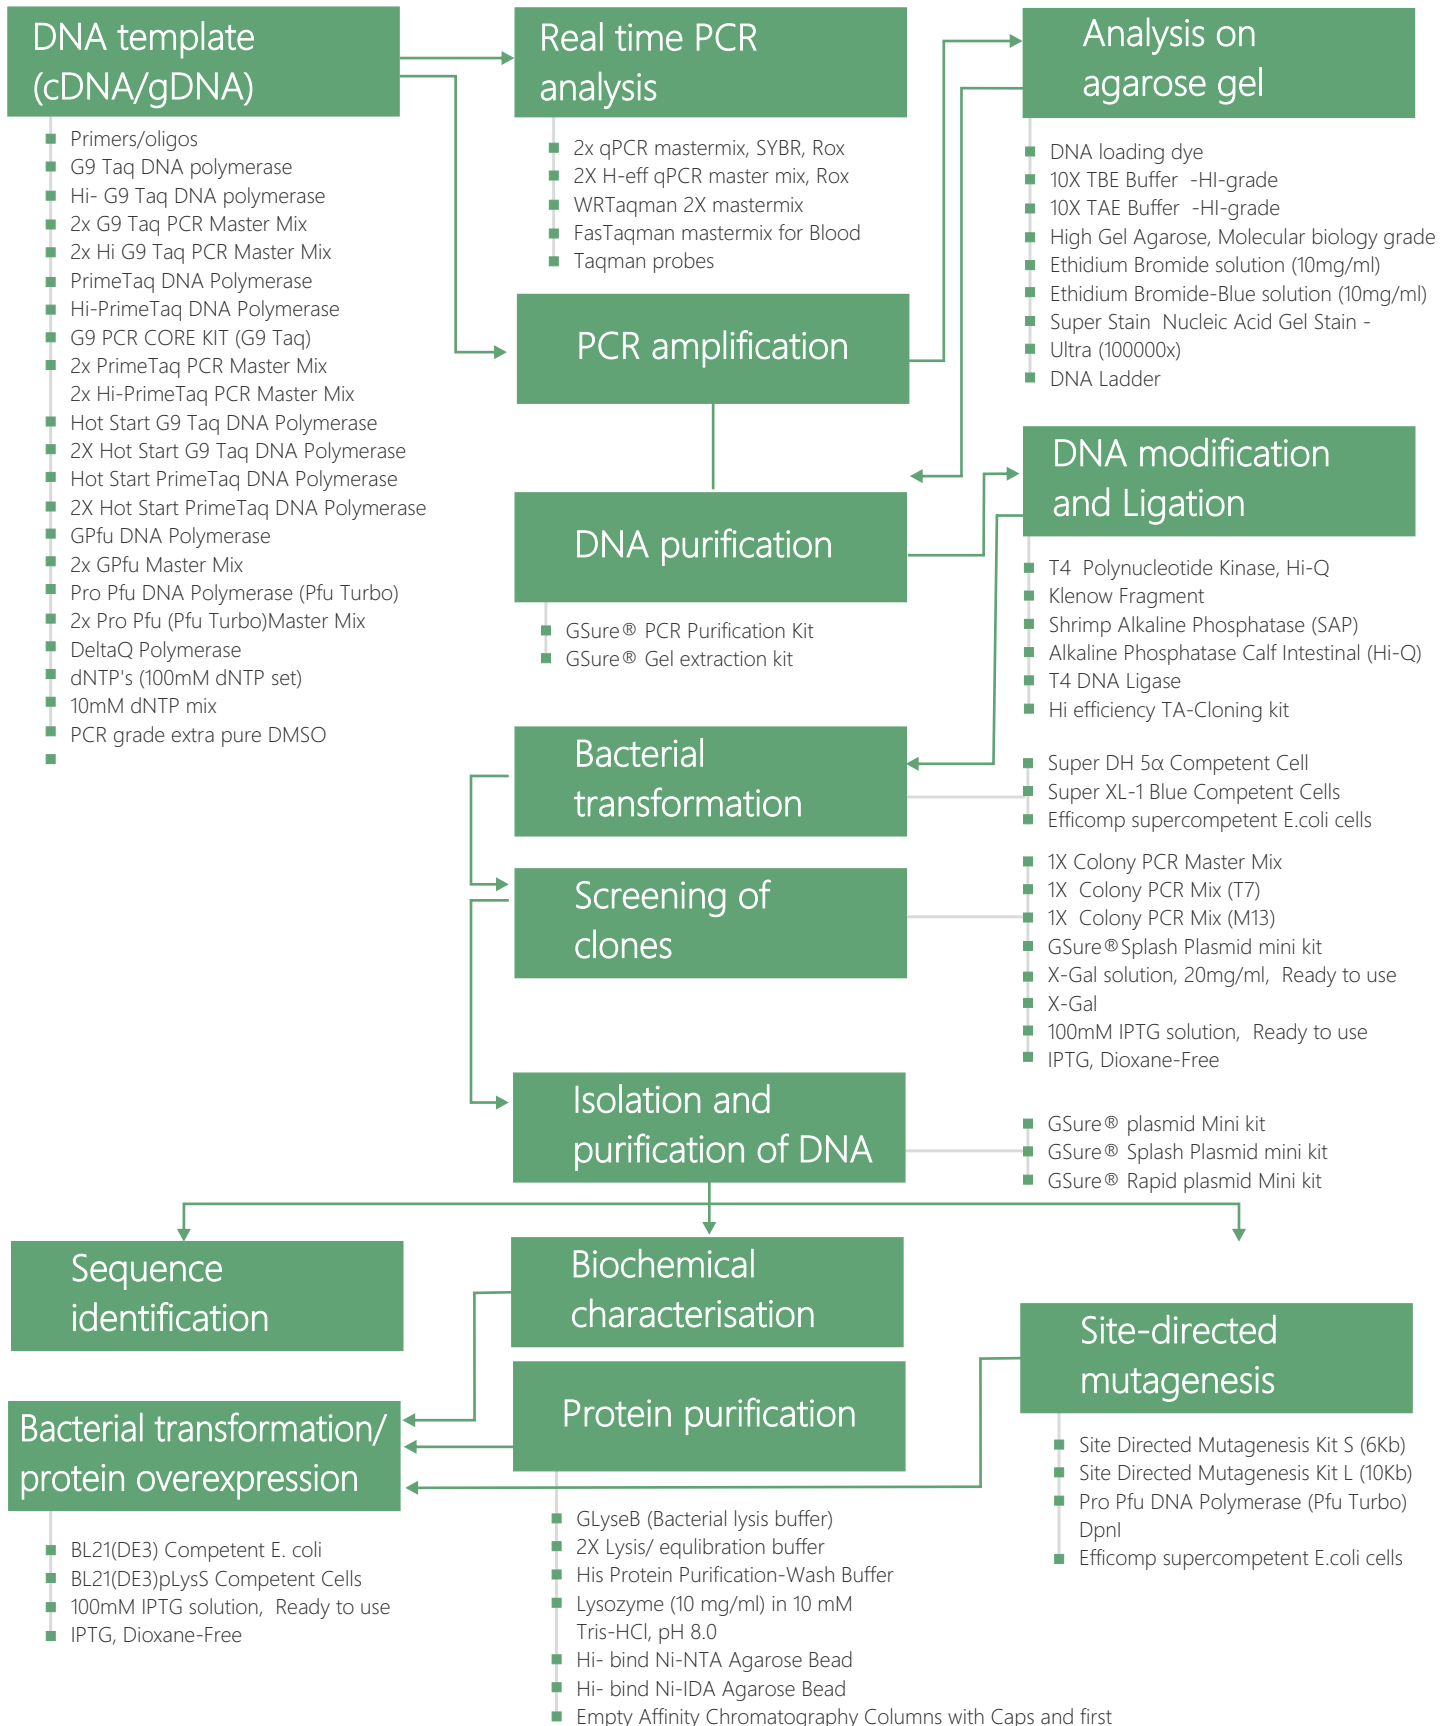 DNA template
(cDNA/gDNA)
Primers/oligos
G9 Taq DNA polymerase
Hi- G9 Taq DNA polymerase
2x G9 Taq PCR Master Mix
2x Hi G9 Taq PCR Master Mix
PrimeTaq DNA Polymerase
Hi-PrimeTaq DNA Polymerase
G9 PCR CORE KIT (G9 Taq)
2x PrimeTaq PCR Master Mix
2x Hi-PrimeTaq PCR Master Mix
Hot Start G9 Taq DNA Polymerase
2X Hot Start G9 Taq DNA Polymerase
Hot Start PrimeTaq DNA Polymerase
2X Hot Start PrimeTaq DNA Polymerase
GPfu DNA Polymerase
2x GPfu Master Mix
Pro Pfu DNA Polymerase (Pfu Turbo)
2x Pro Pfu (Pfu Turbo)Master Mix
DeltaQ Polymerase
dNTP's (100mM dNTP set)
10mM dNTP mix
PCR grade extra pure DMSO
Real time PCR
analysis
2x qPCR mastermix, SYBR, Rox
2X H-eff qPCR master mix, Rox
WRTaqman 2X mastermix
FasTaqman mastermix for Blood
Taqman probes
PCR amplification
Analysis on
agarose gel
DNA loading dye
10X TBE Buffer -HI-grade
10X TAE Buffer -HI-grade
High Gel Agarose, Molecular biology grade
Ethidium Bromide solution (10mg/ml)
Ethidium Bromide-Blue solution (10mg/ml)
Super Stain Nucleic Acid Gel Stain -
Ultra (100000x)
DNA Ladder
DNA purification
GSure® PCR Purification Kit
GSure® Gel extraction kit
DNA modification
and Ligation
T4 Polynucleotide Kinase, Hi-Q
Klenow Fragment
Shrimp Alkaline Phosphatase (SAP)
Alkaline Phosphatase Calf Intestinal (Hi-Q)
T4 DNA Ligase
Hi efficiency TA-Cloning kit
Bacterial
transformation
Super DH 5α Competent Cell
Super XL-1 Blue Competent Cells
Efficomp supercompetent E.coli cells
Screening of
clones
1X Colony PCR Master Mix
1X Colony PCR Mix (T7)
1X Colony PCR Mix (M13)
GSure®Splash Plasmid mini kit
X-Gal solution, 20mg/ml, Ready to use
X-Gal
100mM IPTG solution, Ready to use
IPTG, Dioxane-Free
Isolation and
purification of DNA
GSure® plasmid Mini kit
GSure® Splash Plasmid mini kit
GSure® Rapid plasmid Mini kit
Sequence
identification
Biochemical
characterisation
Site-directed
mutagenesis
Site Directed Mutagenesis Kit S (6Kb)
Site Directed Mutagenesis Kit L (10Kb)
Pro Pfu DNA Polymerase (Pfu Turbo)
DpnI
Efficomp supercompetent E.coli cells
Bacterial transformation/
protein overexpression
BL21(DE3) Competent E. coli
BL21(DE3)pLysS Competent Cells
100mM IPTG solution, Ready to use
IPTG, Dioxane-Free
Protein purification
GLyseB (Bacterial lysis buffer)
2X Lysis/ equlibration buffer
His Protein Purification-Wash Buffer
Lysozyme (10 mg/ml) in 10 mM
Tris-HCl, pH 8.0
Hi- bind Ni-NTA Agarose Bead
Hi- bind Ni-IDA Agarose Bead
Empty Affinity Chromatography Columns with Caps and first